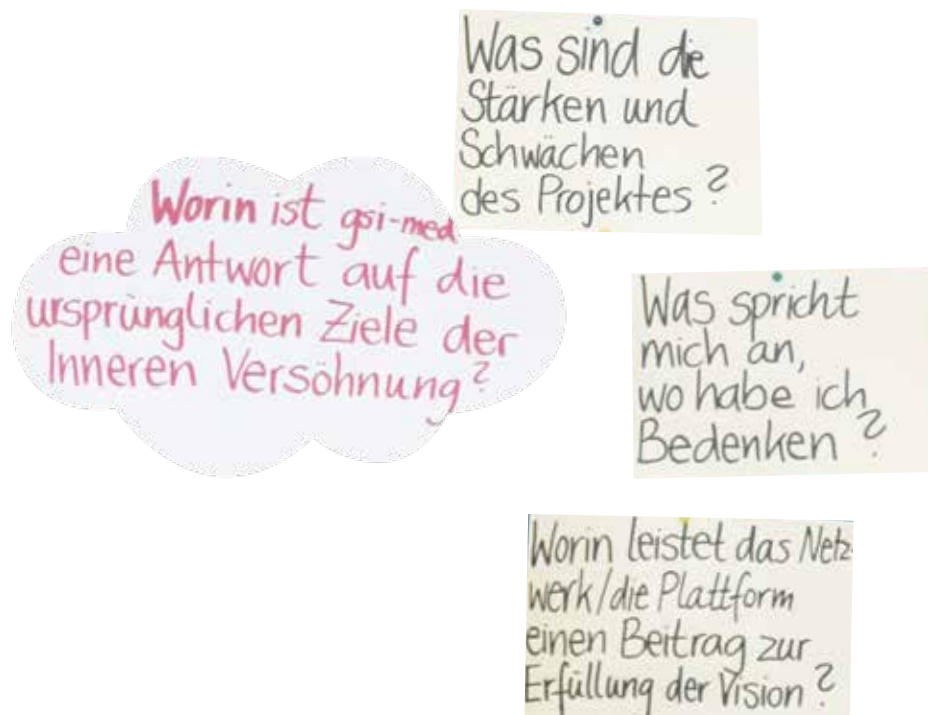 Was sind die
Stärken und
Schwächen
des Projektes?
Worin ist gsi-med
eine Antwort auf die
ursprünglichen Ziele der
Inneren Versöhnung?
Was spricht
mich an,
wo habe ich
Bedenken?
Worin leistet das Netz-
werk/die Plattform
einen Beitrag zur
Erfüllung der Vision?